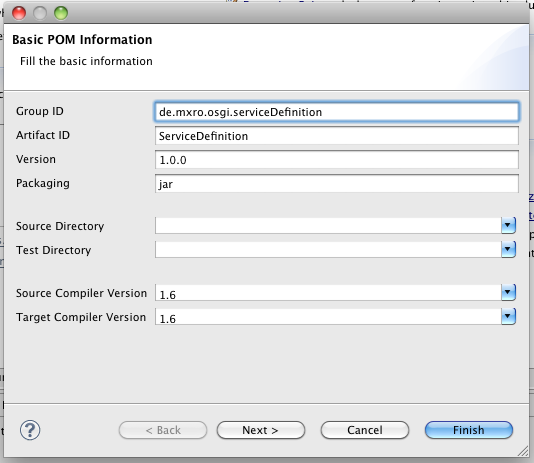 Basic POM Information
Fill the basic information
Group ID de.mxro.osgi.serviceDefinition
Artifact ID ServiceDefinition
Version 1.0.0
Packaging jar
Source Directory
Test Directory
Source Compiler Version 1.6
Target Compiler Version 1.6
? < Back Next > Cancel Finish